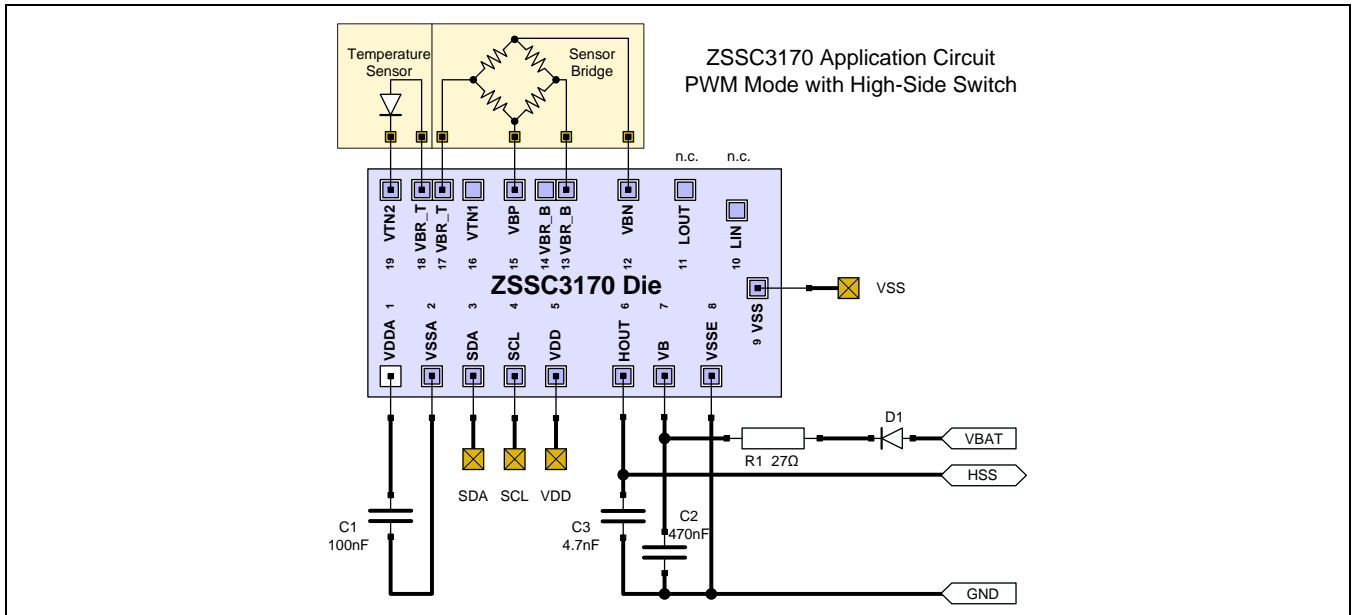 Temperature
Sensor
Sensor
Bridge
ZSSC3170 Application Circuit
PWM Mode with High-Side Switch
n.c. n.c.
VTN2 VBR_T VBR_T VTN1 VBP VBR_B VBR_B VBN LOUT LIN
19 18 17 16 15 14 13 12 11 10
ZSSC3170 Die
9 VSS
VSS
1 2 3 4 5 6 7 8
VDDA VSSA SDA SCL VDD HOUT VB VSSE
D1
VBAT
R1 27Ω
HSS
SDA SCL VDD
C1
100nF
C3
4.7nF
C2
470nF
GND